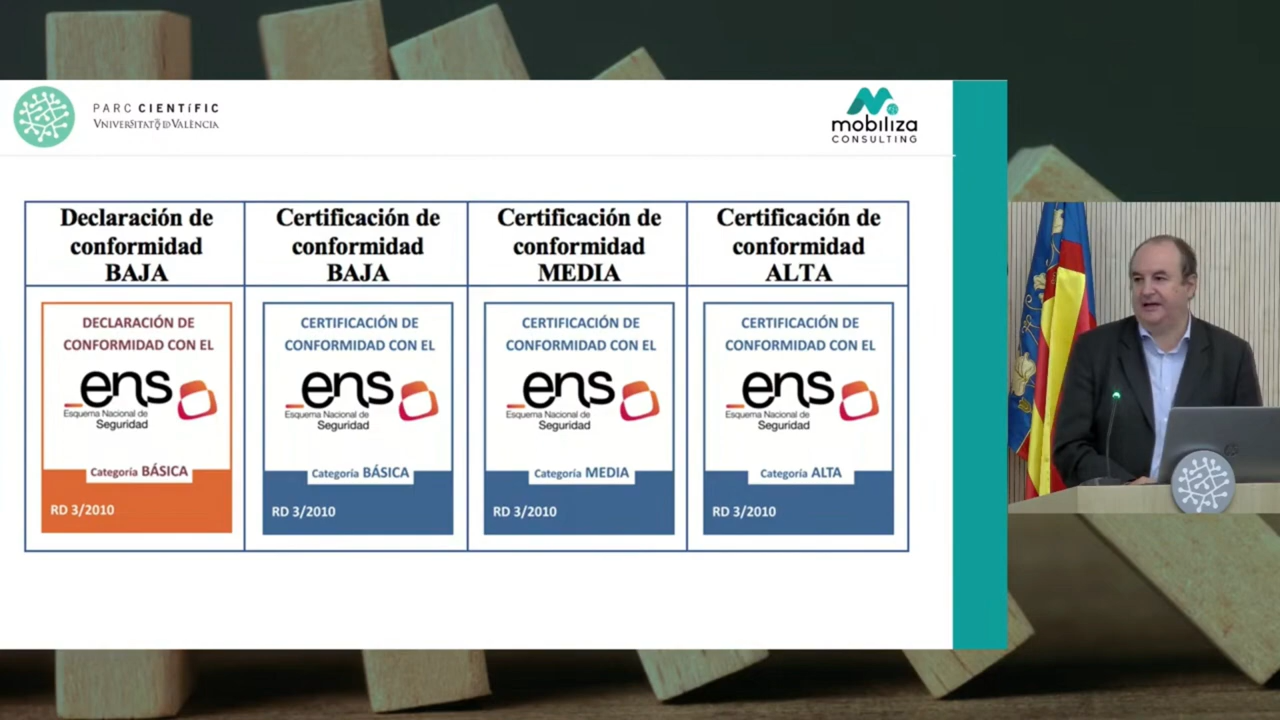 PARC CIENTÍFIC
VNIVERSITAT DE VALÈNCIA
mobiliza
CONSULTING
Declaración de
conformidad
BAJA
Certificación de
conformidad
BAJA
Certificación de
conformidad
MEDIA
Certificación de
conformidad
ALTA
DECLARACIÓN DE
CONFORMIDAD CON EL
ens
Esquema Nacional de
Seguridad
Categoría BÁSICA
RD 3/2010
CERTIFICACIÓN DE
CONFORMIDAD CON EL
ens
Esquema Nacional de
Seguridad
Categoría BÁSICA
RD 3/2010
CERTIFICACIÓN DE
CONFORMIDAD CON EL
ens
Esquema Nacional de
Seguridad
Categoría MEDIA
RD 3/2010
CERTIFICACIÓN DE
CONFORMIDAD CON EL
ens
Esquema Nacional de
Seguridad
Categoría ALTA
RD 3/2010